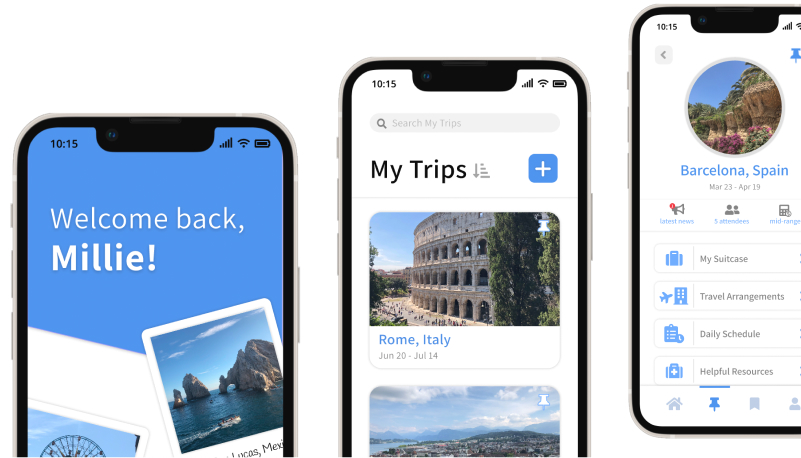 10:15
Welcome back,
Millie!
Lucas, Mexi
10:15
Search My Trips
My Trips
Rome, Italy
Jun 20 - Jul 14
10:15
Barcelona, Spain
Mar 23 - Apr 19
latest news
5 attendees
mid-range
My Suitcase
Travel Arrangements
Daily Schedule
Helpful Resources